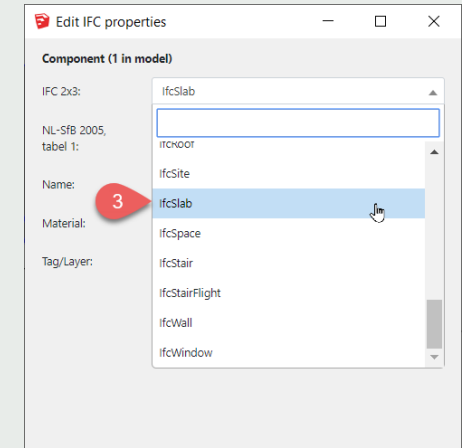 Edit IFC properties
Component (1 in model)
IFC 2x3:
IfcSlab
NL-SfB 2005,
tabel 1:
IfcRoof
Name:
IfcSite
3
IfcSlab
Material:
IfcSpace
Tag/Layer:
IfcStair
IfcStairFlight
IfcWall
IfcWindow